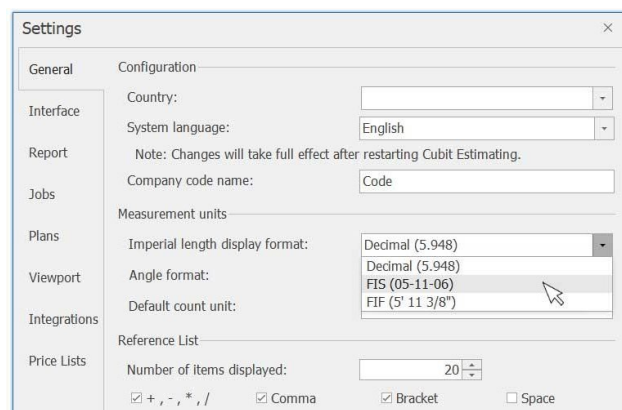 Settings
General
Configuration
Country:
Interface
System language:
English
Report
Note: Changes will take full effect after restarting Cubit Estimating.
Company code name:
Code
Jobs
Measurement units
Plans
Imperial length display format:
Decimal (5.948)
Decimal (5.948)
Viewport
Angle format:
FIS (05-11-06)
FIF (5' 11 3/8")
Default count unit:
Integrations
Reference List
Price Lists
Number of items displayed:
20
+ , - , * , /
Comma
Bracket
Space